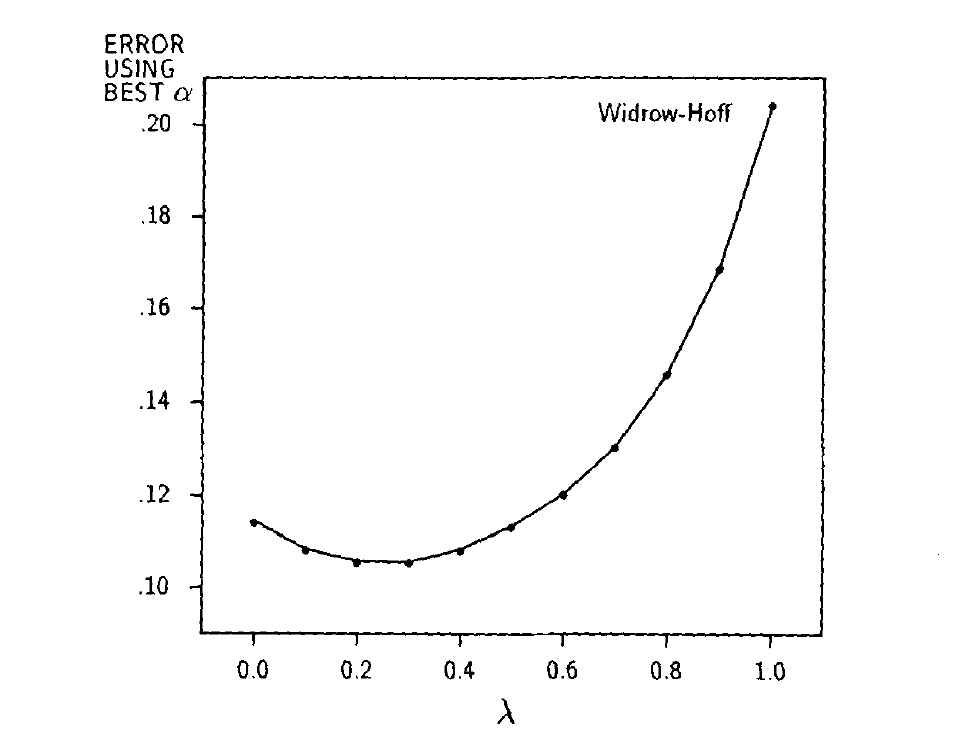 ERROR
USING
BEST α
Widrow-Hoff
.20
.18
.16
.14
.12
.10
0.0 0.2 0.4 0.6 0.8 1.0
λ